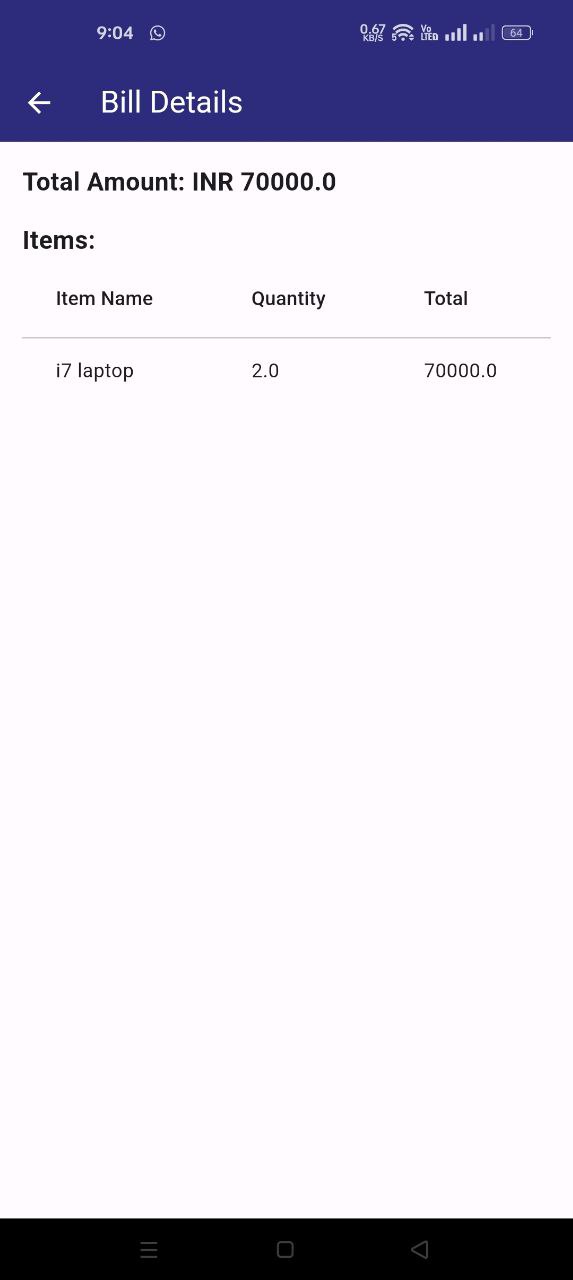 9:04 0.67 KB/S 5 Vo LTE 64
Bill Details
Total Amount: INR 70000.0
Items:
Item Name Quantity Total
i7 laptop 2.0 70000.0